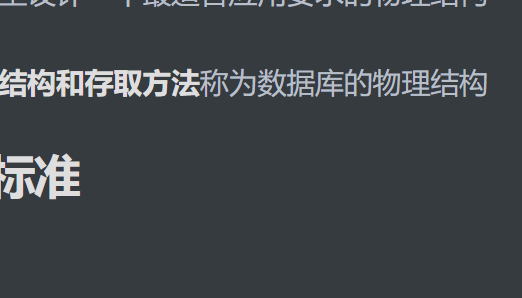 设计一个最适合应用要求的物理结构
结构和存取方法称为数据库的物理结构
标准